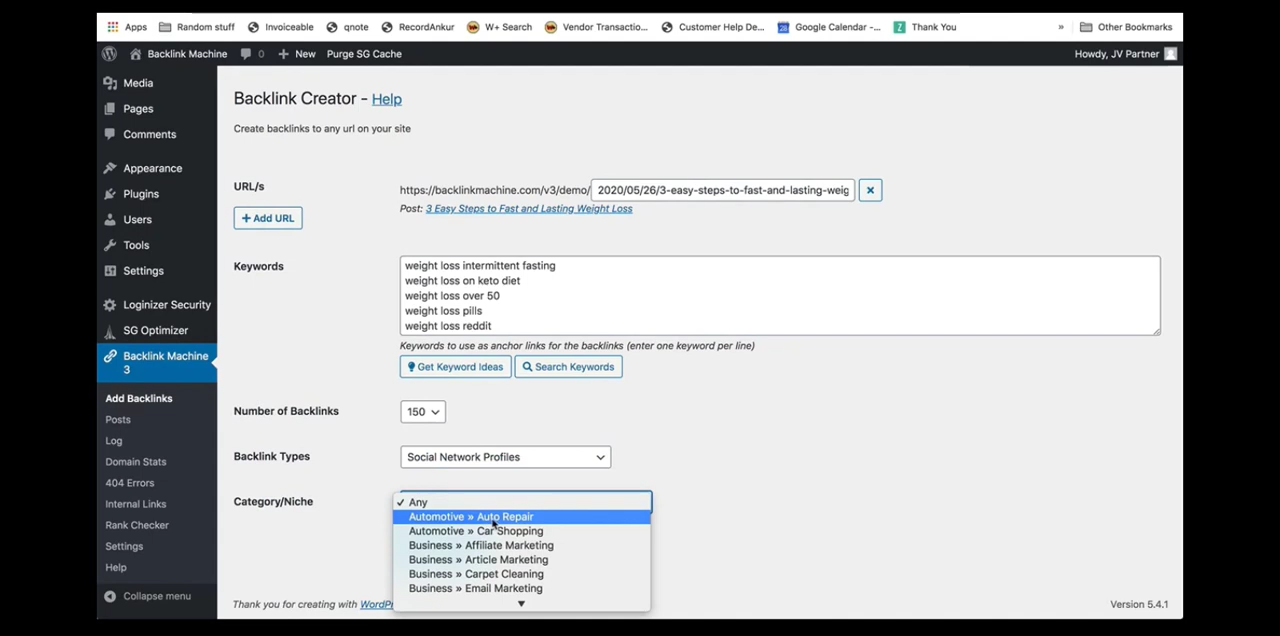 Apps Random stuff Invoiceable qnote RecordAnkur W+ Search Vendor Transactio... Customer Help De... Google Calendar -... Thank You » Other Bookmarks
Backlink Machine 0 + New Purge SG Cache Howdy, JV Partner
Media
Pages
Comments
Appearance
Plugins
Users
Tools
Settings
Loginizer Security
SG Optimizer
Backlink Machine
3
Add Backlinks
Posts
Log
Domain Stats
404 Errors
Internal Links
Rank Checker
Settings
Help
Collapse menu
Backlink Creator - Help
Create backlinks to any url on your site
URL/s https://backlinkmachine.com/v3/demo/ 2020/05/26/3-easy-steps-to-fast-and-lasting-weig ×
+ Add URL
Post: 3 Easy Steps to Fast and Lasting Weight Loss
Keywords
weight loss intermittent fasting
weight loss on keto diet
weight loss over 50
weight loss pills
weight loss reddit
Keywords to use as anchor links for the backlinks (enter one keyword per line)
Get Keyword Ideas Search Keywords
Number of Backlinks 150
Backlink Types Social Network Profiles
Category/Niche
✓ Any
Automotive » Auto Repair
Automotive » Car Shopping
Business » Affiliate Marketing
Business » Article Marketing
Business » Carpet Cleaning
Business » Email Marketing
Thank you for creating with WordPr
Version 5.4.1